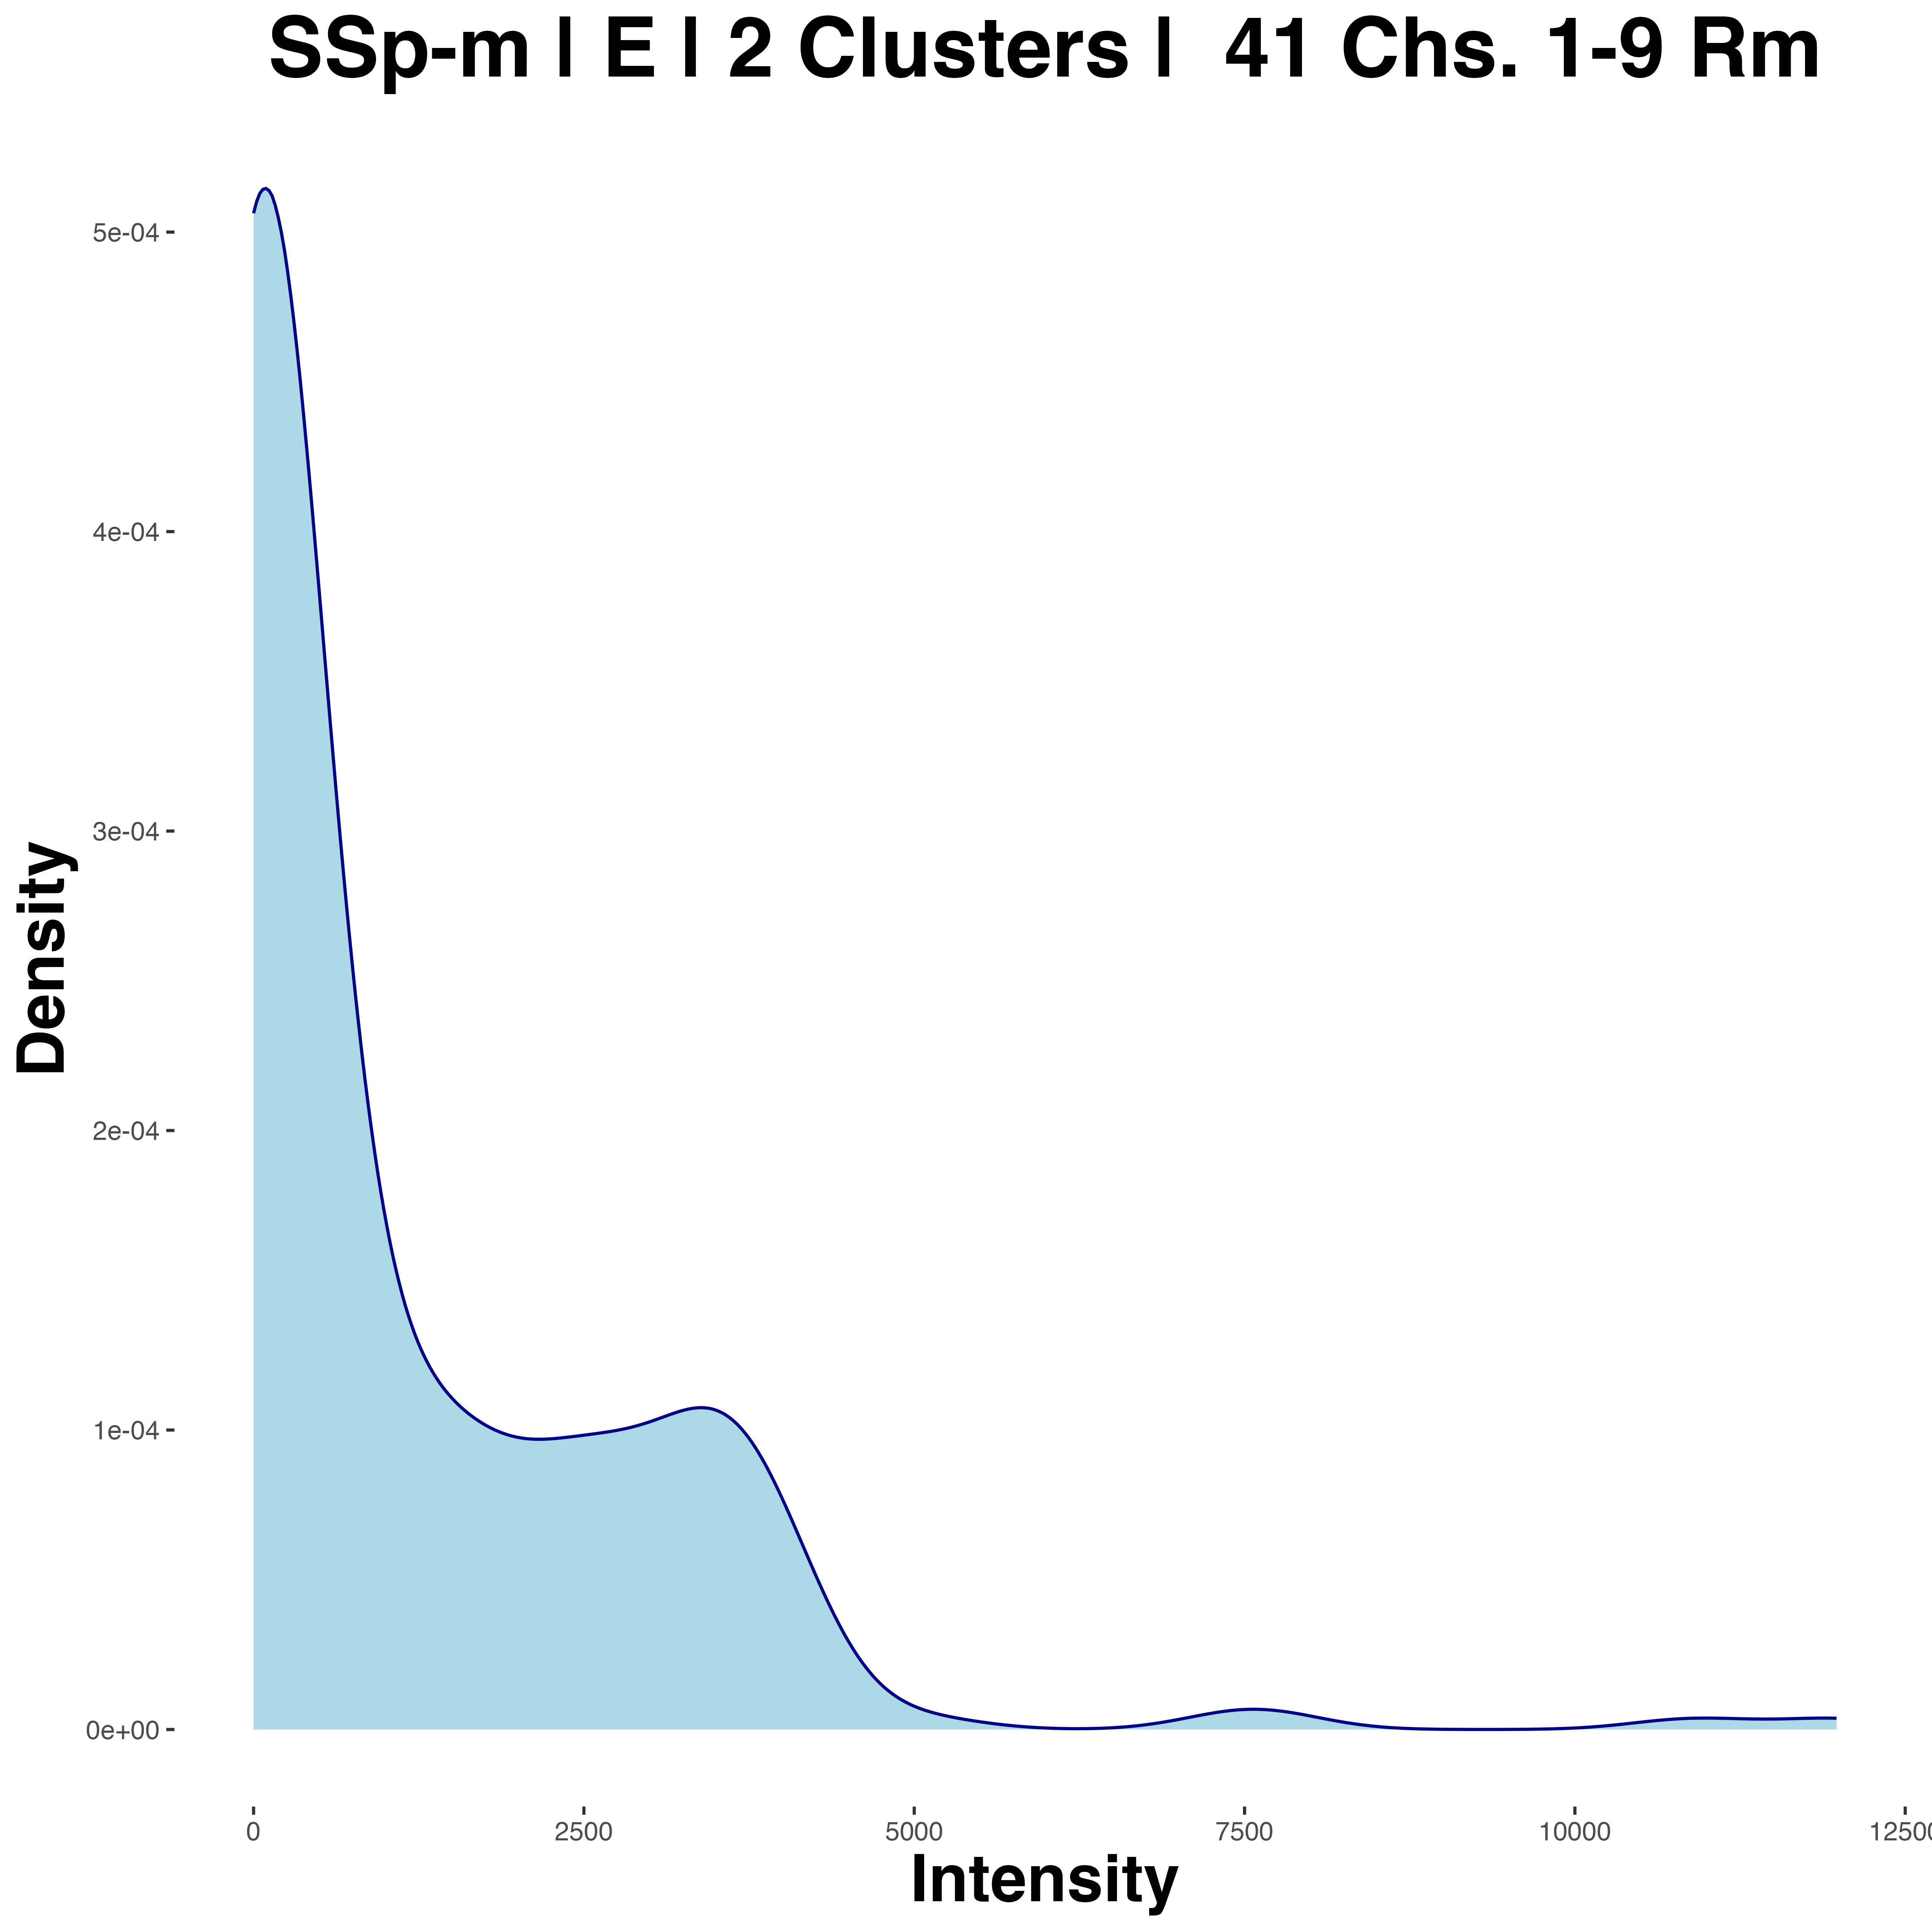 SSp-m | E | 2 Clusters | 41 Chs. 1-9 Rm
Density
5e-04
4e-04
3e-04
2e-04
1e-04
0e+00
0 2500 5000 7500 10000 12500
Intensity